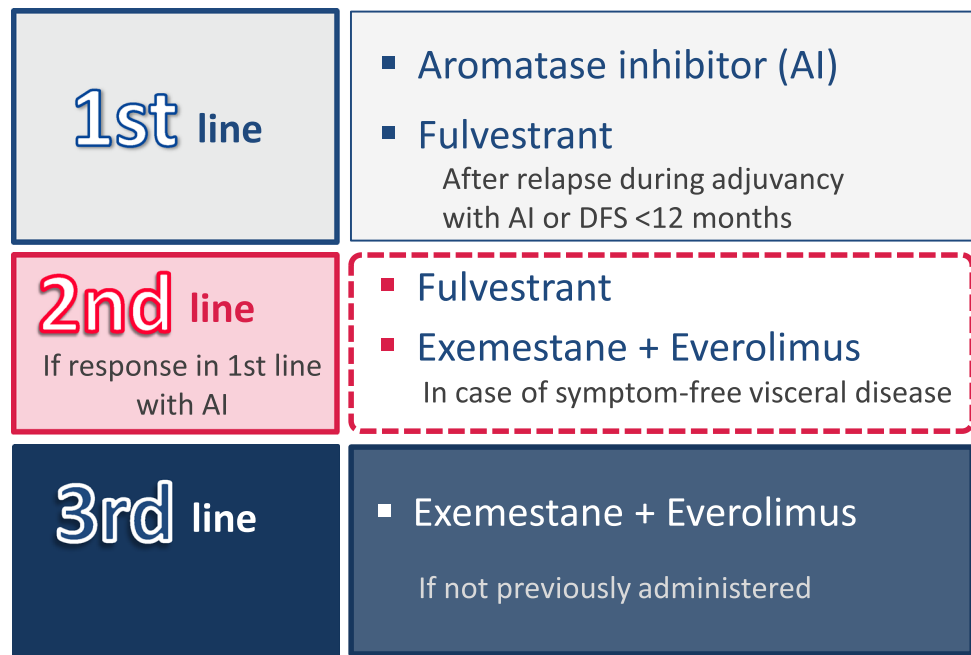 1st line
▪ Aromatase inhibitor (AI)
▪ Fulvestrant
After relapse during adjuvancy
with AI or DFS <12 months
2nd line
If response in 1st line
with AI
▪ Fulvestrant
▪ Exemestane + Everolimus
In case of symptom-free visceral disease
3rd line
▪ Exemestane + Everolimus
If not previously administered